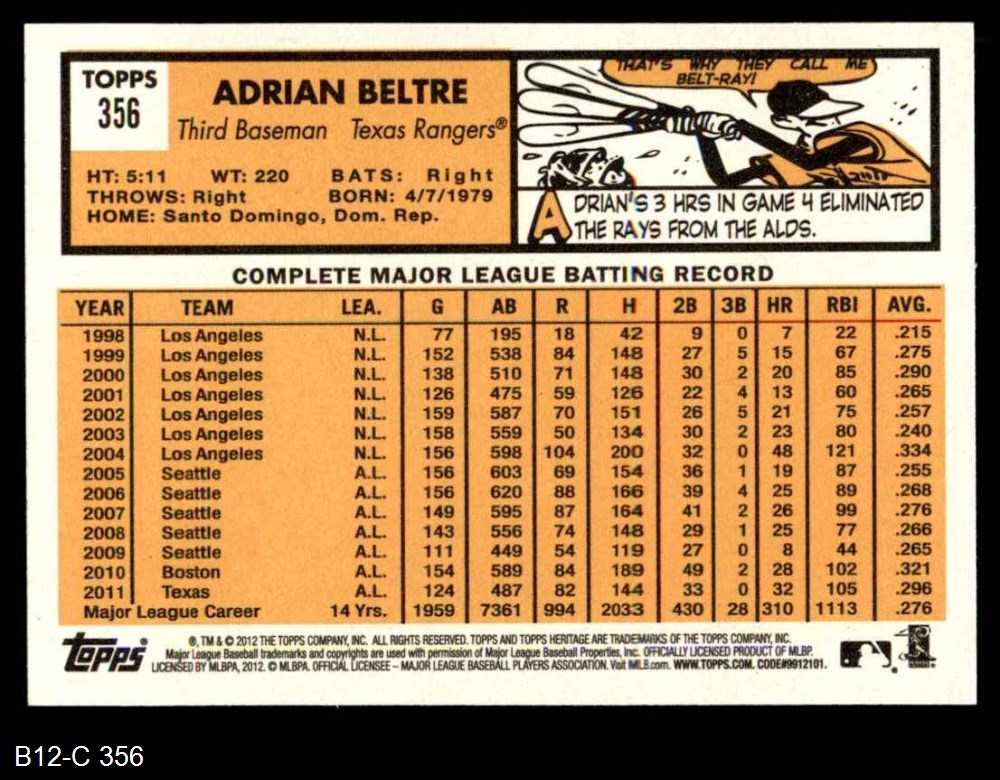 TOPPS
356
ADRIAN BELTRE
Third Baseman Texas Rangers®
HT: 5:11 WT: 220 BATS: Right
THROWS: Right BORN: 4/7/1979
HOME: Santo Domingo, Dom. Rep.
THAT'S WHY THEY CALL ME
BELT-RAY!
ADRIAN'S 3 HRS IN GAME 4 ELIMINATED
THE RAYS FROM THE ALDS.
COMPLETE MAJOR LEAGUE BATTING RECORD
YEAR TEAM LEA. G AB R H 2B 3B HR RBI AVG.
1998 Los Angeles N.L. 77 195 18 42 9 0 7 22 .215
1999 Los Angeles N.L. 152 538 84 148 27 5 15 67 .275
2000 Los Angeles N.L. 138 510 71 148 30 2 20 85 .290
2001 Los Angeles N.L. 126 475 59 126 22 4 13 60 .265
2002 Los Angeles N.L. 159 587 70 151 26 5 21 75 .257
2003 Los Angeles N.L. 158 559 50 134 30 2 23 80 .240
2004 Los Angeles N.L. 156 598 104 200 32 0 48 121 .334
2005 Seattle A.L. 156 603 69 154 36 1 19 87 .255
2006 Seattle A.L. 156 620 88 166 39 4 25 89 .268
2007 Seattle A.L. 149 595 87 164 41 2 26 99 .276
2008 Seattle A.L. 143 556 74 148 29 1 25 77 .266
2009 Seattle A.L. 111 449 54 119 27 0 8 44 .265
2010 Boston A.L. 154 589 84 189 49 2 28 102 .321
2011 Texas A.L. 124 487 82 144 33 0 32 105 .296
Major League Career 14 Yrs. 1959 7361 994 2033 430 28 310 1113 .276
Topps
®, TM & © 2012 THE TOPPS COMPANY, INC. ALL RIGHTS RESERVED. TOPPS AND TOPPS HERITAGE ARE TRADEMARKS OF THE TOPPS COMPANY, INC.
Major League Baseball trademarks and copyrights are used with permission of Major League Baseball Properties, Inc. OFFICIALLY LICENSED PRODUCT OF MLBP.
LICENSED BY MLBPA, 2012. © MLBPA. OFFICIAL LICENSEE – MAJOR LEAGUE BASEBALL PLAYERS ASSOCIATION. Visit MLB.com. WWW.TOPPS.COM. CODE#9912101.
B12-C 356